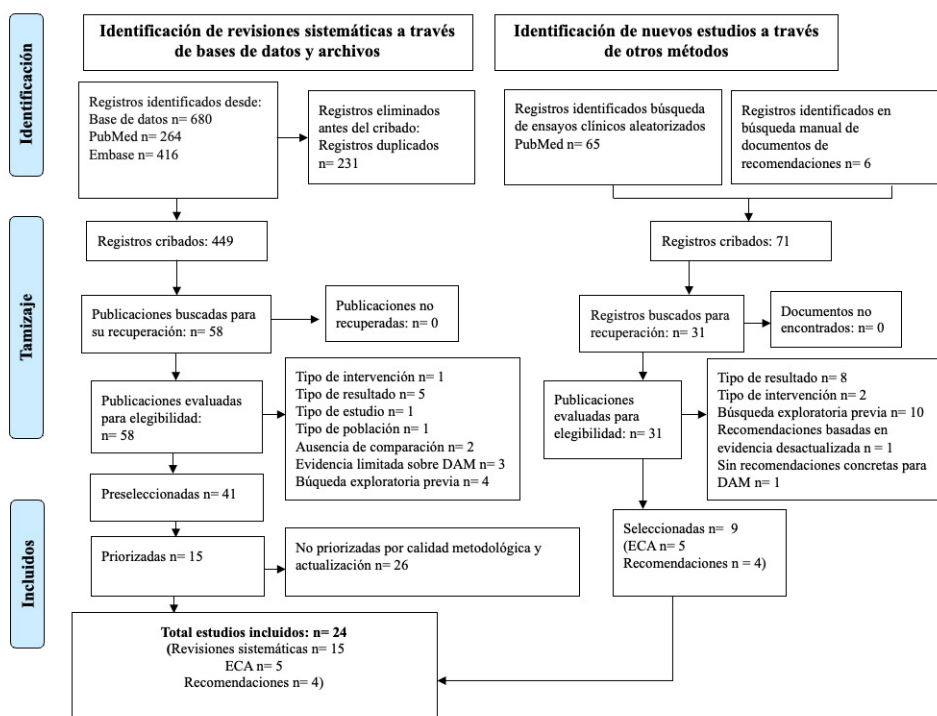 Identificación
Identificación de revisiones sistemáticas a través
de bases de datos y archivos
Registros identificados desde:
Base de datos n= 680
PubMed = 264
Embase = 416
Registros eliminados
antes del cribado:
Registros duplicados
n= 231
Identificación de nuevos estudios a través
de otros métodos
Registros identificados búsqueda
de ensayos clínicos aleatorizados
PubMed = 65
Registros identificados en
búsqueda manual de
documentos de
recomendaciones n= 6
Tamizaje
Registros cribados: 449
Publicaciones buscadas para
su recuperación: n= 58
Publicaciones no
recuperadas: n= 0
Publicaciones evaluadas
para elegibilidad:
n= 58
Tipo de intervención n= 1
Tipo de resultado n= 5
Tipo de estudio n= 1
Tipo de población n= 1
Ausencia de comparación n= 2
Evidencia limitada sobre DAM n= 3
Búqueda exploratoria previa n= 4
Preseleccionadas n= 41
Registros cribados: 71
Registros buscados para
recuperación: n= 31
Documentos no
encontrados: n= 0
Publicaciones
evaluadas para
elegibilidad: n= 31
Tipo de resultado n= 8
Tipo de intervención n= 2
Búsqueda exploratoria previa = 10
Recomendaciones basadas en
evidencia desactualizada n= 1
Sin recomendaciones concretas para
DAM n= 1
Incluidos
Priorizadas n= 15
No priorizadas por calidad metodológica y
actualización n= 26
Seleccionadas n= 9
(ECA n= 5
Recomendaciones n = 4)
Total estudios incluidos: n= 24
(Revisiones sistemáticas n= 15
ECA n= 5
Recomendaciones n= 4)